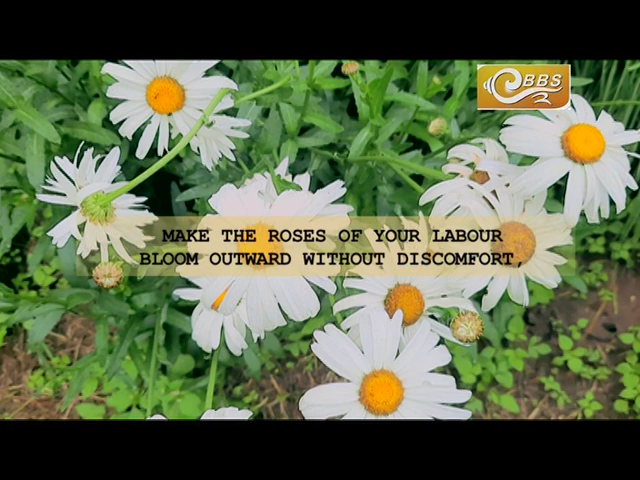 BBS
MAKE THE ROSES OF YOUR LABOUR
BLOOM OUTWARD WITHOUT DISCOMFORT,